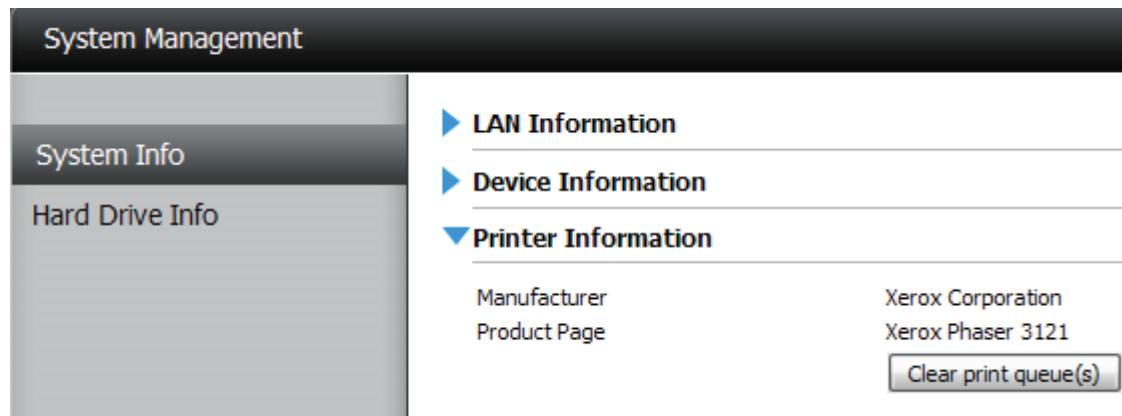 System Management
System Info
Hard Drive Info
LAN Information
Device Information
Printer Information
Manufacturer Xerox Corporation
Product Page Xerox Phaser 3121
Clear print queue(s)